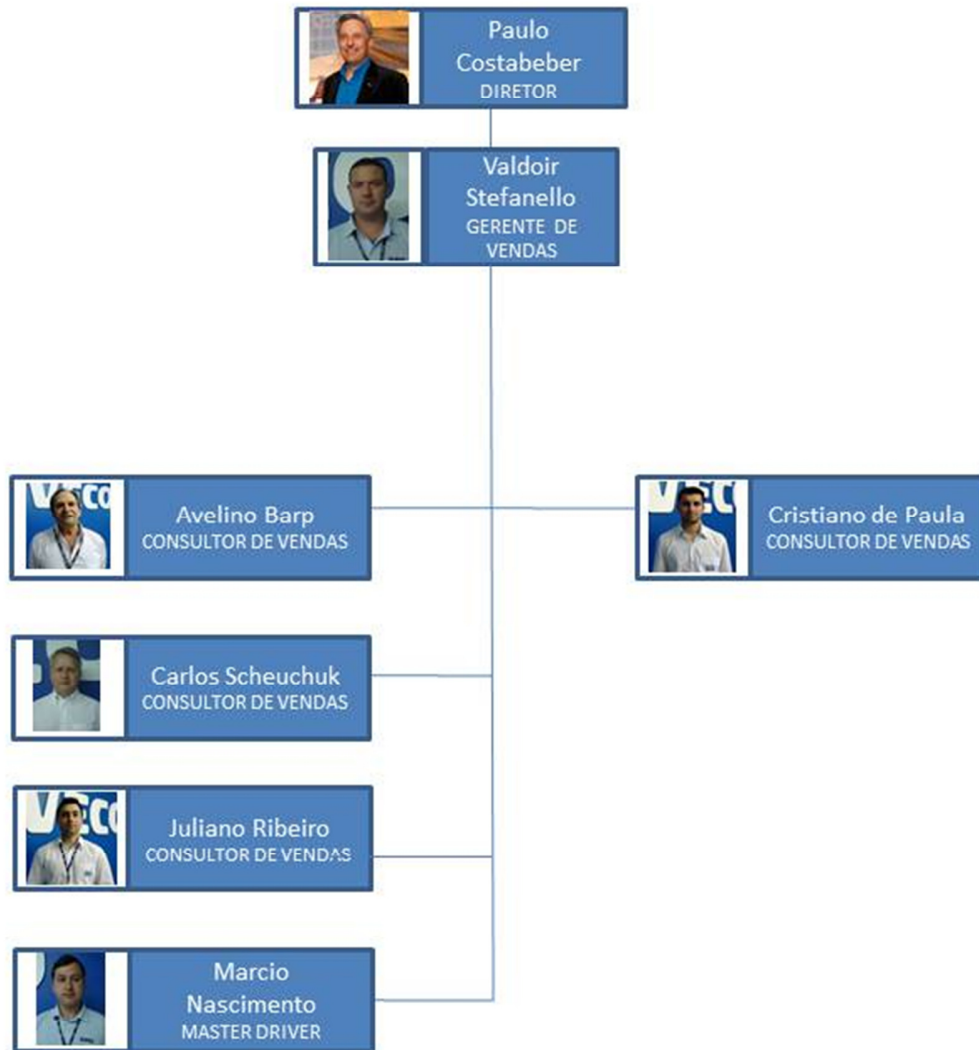 Paulo
Costabeber
DIRETOR
Valdoir
Stefanello
GERENTE DE
VENDAS
Avelino Barp
CONSULTOR DE VENDAS
Cristiano de Paula
CONSULTOR DE VENDAS
Carlos Scheuchuk
CONSULTOR DE VENDAS
Juliano Ribeiro
CONSULTOR DE VENDAS
Marcio
Nascimento
MASTER DRIVER